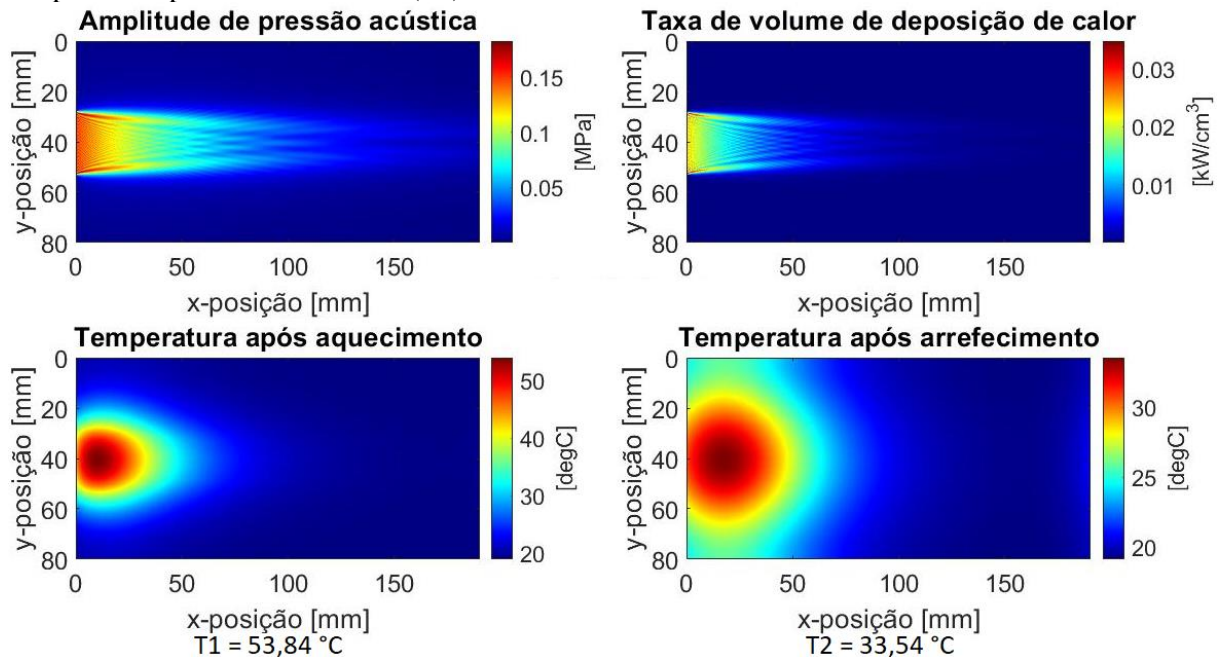 Amplitude de pressão acústica
0
20
40
60
80
y-posição [mm]
0 50 100 150
x-posição [mm]
0.15
0.1
0.05
[MPa]
Taxa de volume de deposição de calor
0
20
40
60
80
y-posição [mm]
0 50 100 150
x-posição [mm]
0.03
0.02
0.01
[kW/cm³]
Temperatura após aquecimento
0
20
40
60
80
y-posição [mm]
0 50 100 150
x-posição [mm]
50
40
30
20
[degC]
T1 = 53,84 °C
Temperatura após arrefecimento
0
20
40
60
80
y-posição [mm]
0 50 100 150
x-posição [mm]
30
25
20
[degC]
T2 = 33,54 °C